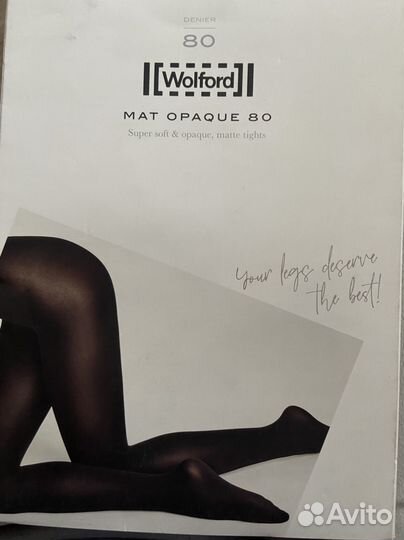 DENIER
80
Wolford
MAT OPAQUE 80
Super soft & opaque, matte tights
your legs deserve
the best!
Avito